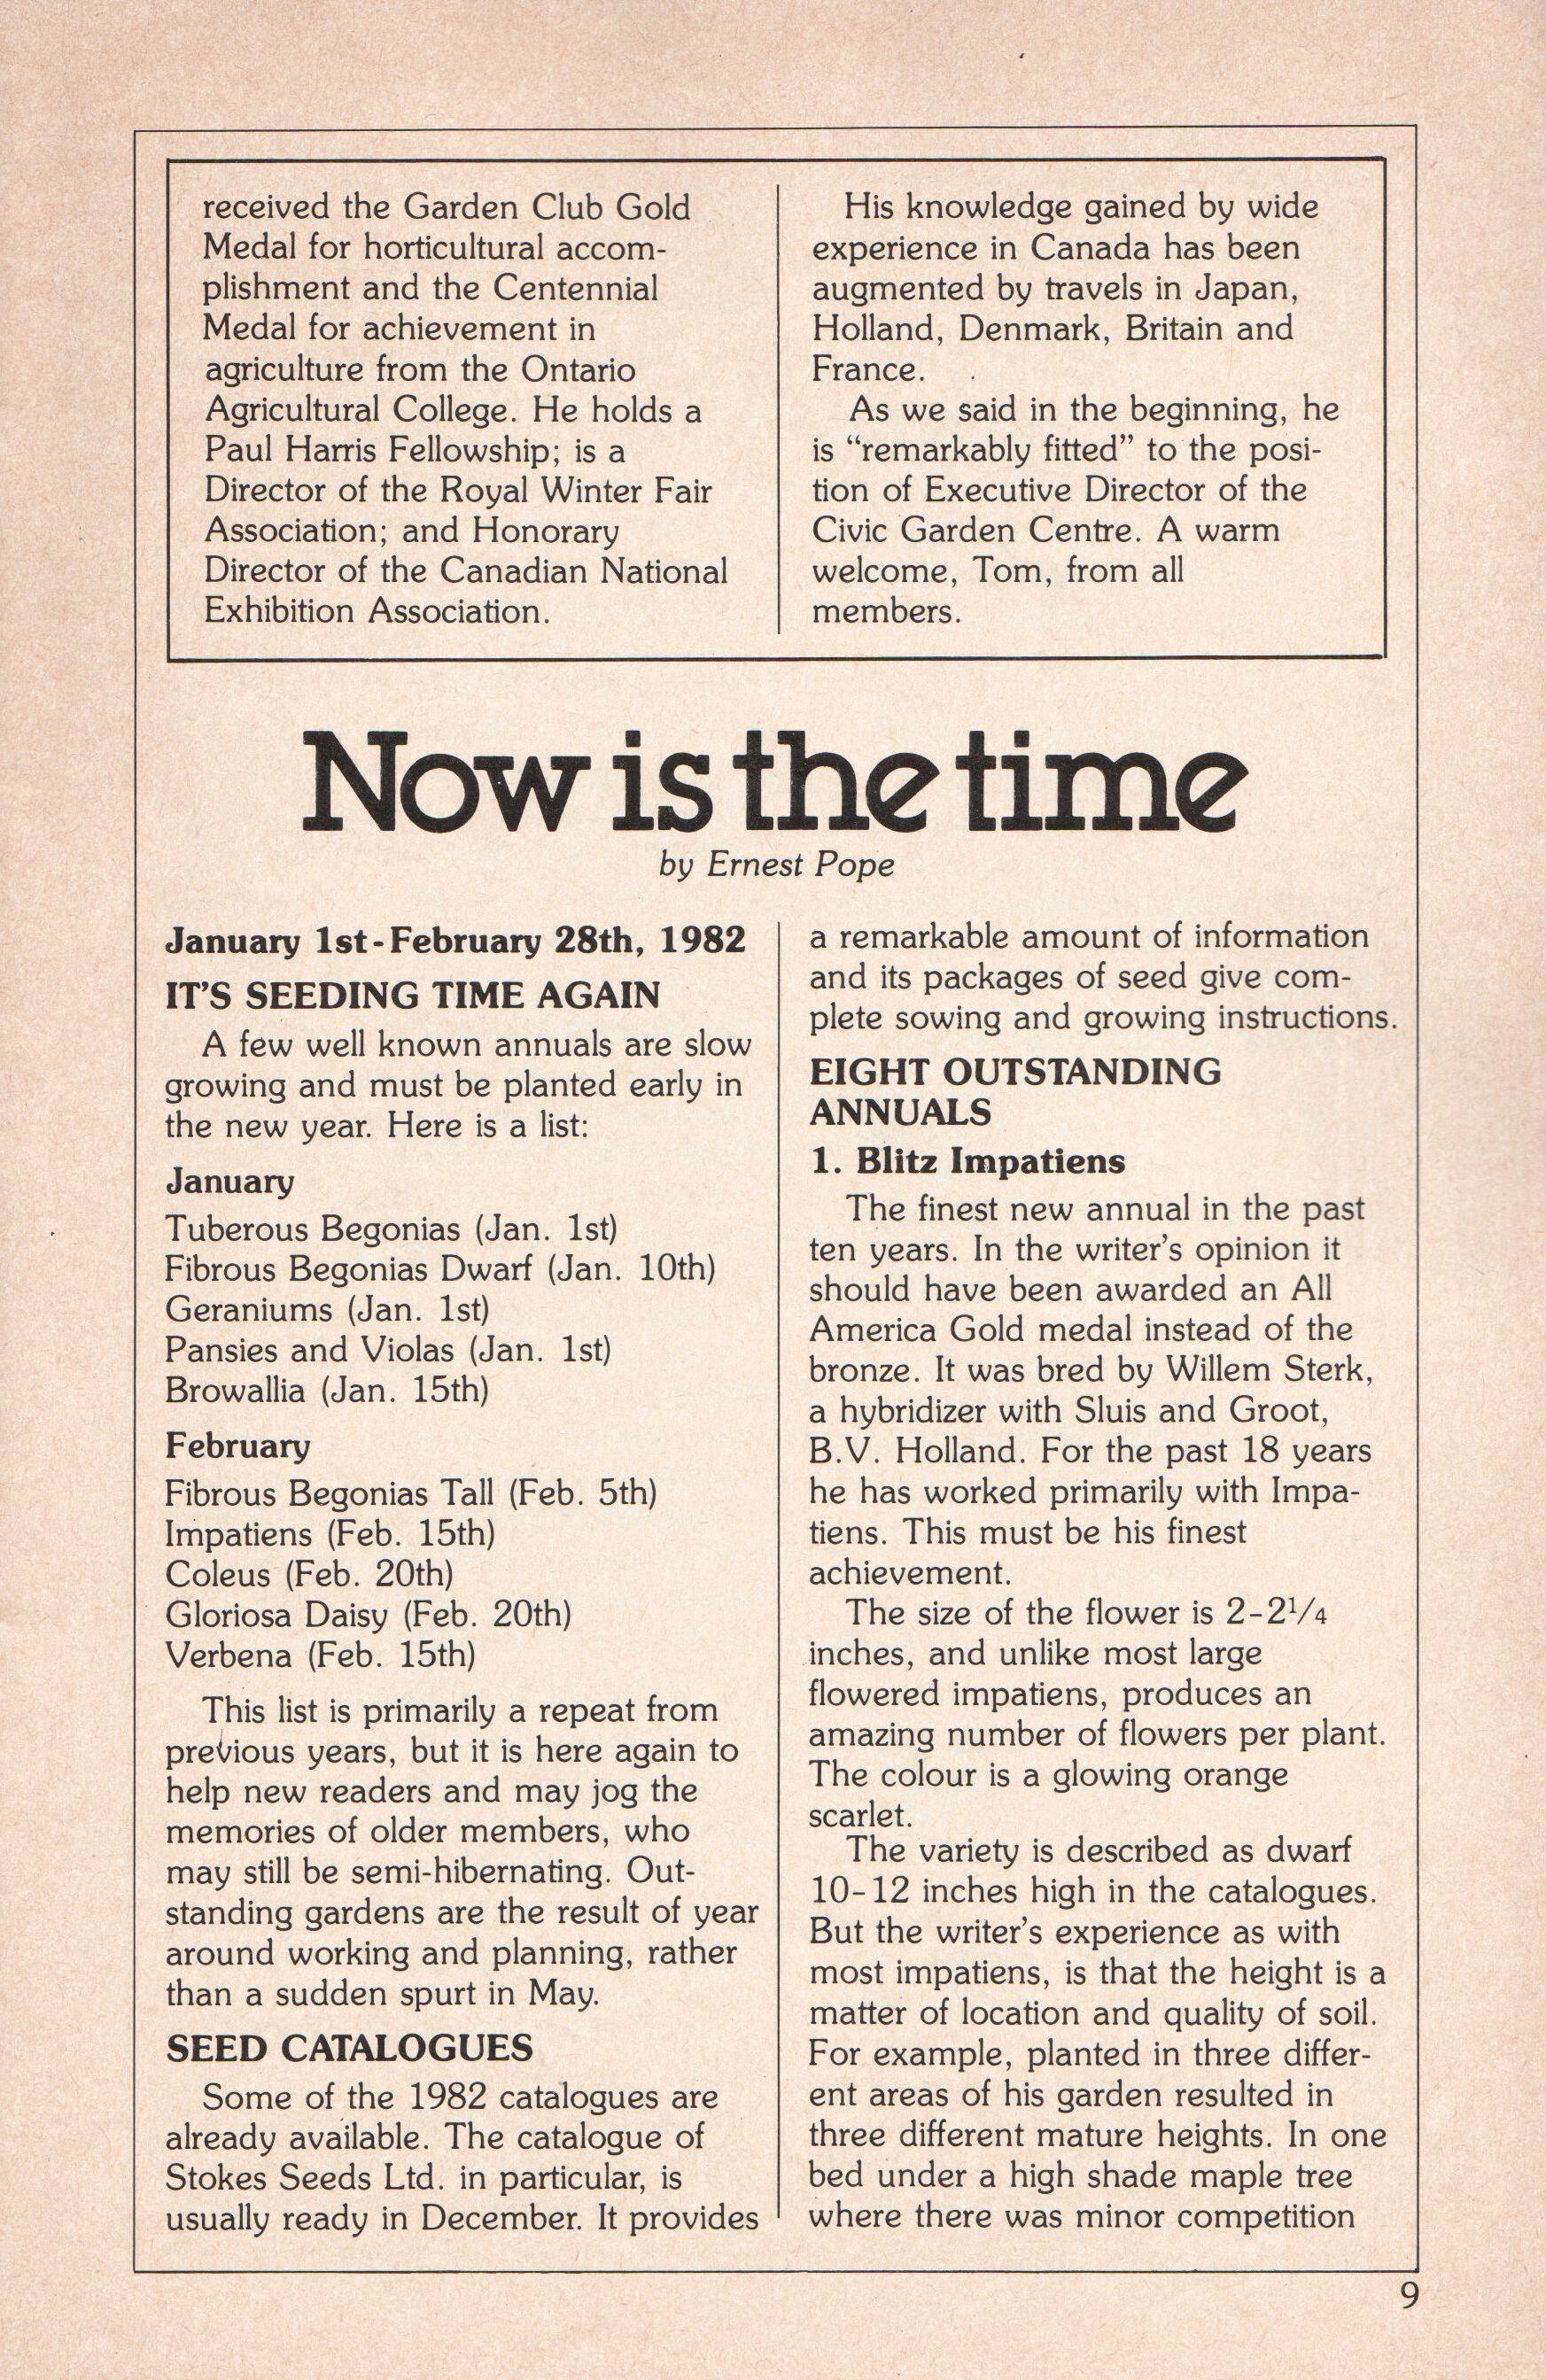 received the Garden Club Gold
Medal for horticultural accom-
plishment and the Centennial
Medal for achievement in
agriculture from the Ontario
Agricultural College. He holds a
Paul Harris Fellowship; is a
Director of the Royal Winter Fair
Association; and Honorary
Director of the Canadian National
Exhibition Association.
His knowledge gained by wide
experience in Canada has been
augmented by travels in Japan,
Holland, Denmark, Britain and
France.
As we said in the beginning, he
is “remarkably fitted” to the posi-
tion of Executive Director of the
Civic Garden Centre. A warm
welcome, Tom, from all
members.
Now is the time
by Ernest Pope
January 1st-February 28th, 1982
IT'S SEEDING TIME AGAIN
A few well known annuals are slow
growing and must be planted early in
the new year. Here is a list:
January
Tuberous Begonias (Jan. 1st)
Fibrous Begonias Dwarf (Jan. 10th)
Geraniums (Jan. 1st)
Pansies and Violas (Jan. 1st)
Browallia (Jan. 15th)
February
Fibrous Begonias Tall (Feb. 5th)
Impatiens (Feb. 15th)
Coleus (Feb. 20th)
Gloriosa Daisy (Feb. 20th)
Verbena (Feb. 15th)
This list is primarily a repeat from
previous years, but it is here again to
help new readers and may jog the
memories of older members, who
may still be semi-hibernating. Out-
standing gardens are the result of year
around working and planning, rather
than a sudden spurt in May.
SEED CATALOGUES
Some of the 1982 catalogues are
already available. The catalogue of
Stokes Seeds Ltd. in particular, is
usually ready in December. It provides
a remarkable amount of information
and its packages of seed give com-
plete sowing and growing instructions.
EIGHT OUTSTANDING
ANNUALS
1. Blitz Impatiens
The finest new annual in the past
ten years. In the writer's opinion it
should have been awarded an All
America Gold medal instead of the
bronze. It was bred by Willem Sterk,
a hybridizer with Sluis and Groot,
B.V. Holland. For the past 18 years
he has worked primarily with Impa-
tiens. This must be his finest
achievement.
The size of the flower is 2-2¼
inches, and unlike most large
flowered impatiens, produces an
amazing number of flowers per plant.
The colour is a glowing orange
scarlet.
The variety is described as dwarf
10-12 inches high in the catalogues.
But the writer's experience as with
most impatiens, is that the height is a
matter of location and quality of soil.
For example, planted in three differ-
ent areas of his garden resulted in
three different mature heights. In one
bed under a high shade maple tree
where there was minor competition
9